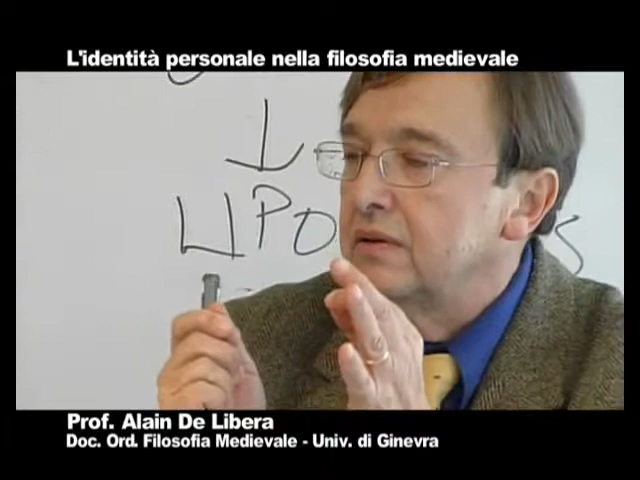 L'identità personale nella filosofia medievale
Prof. Alain De Libera
Doc. Ord. Filosofia Medievale - Univ. di Ginevra